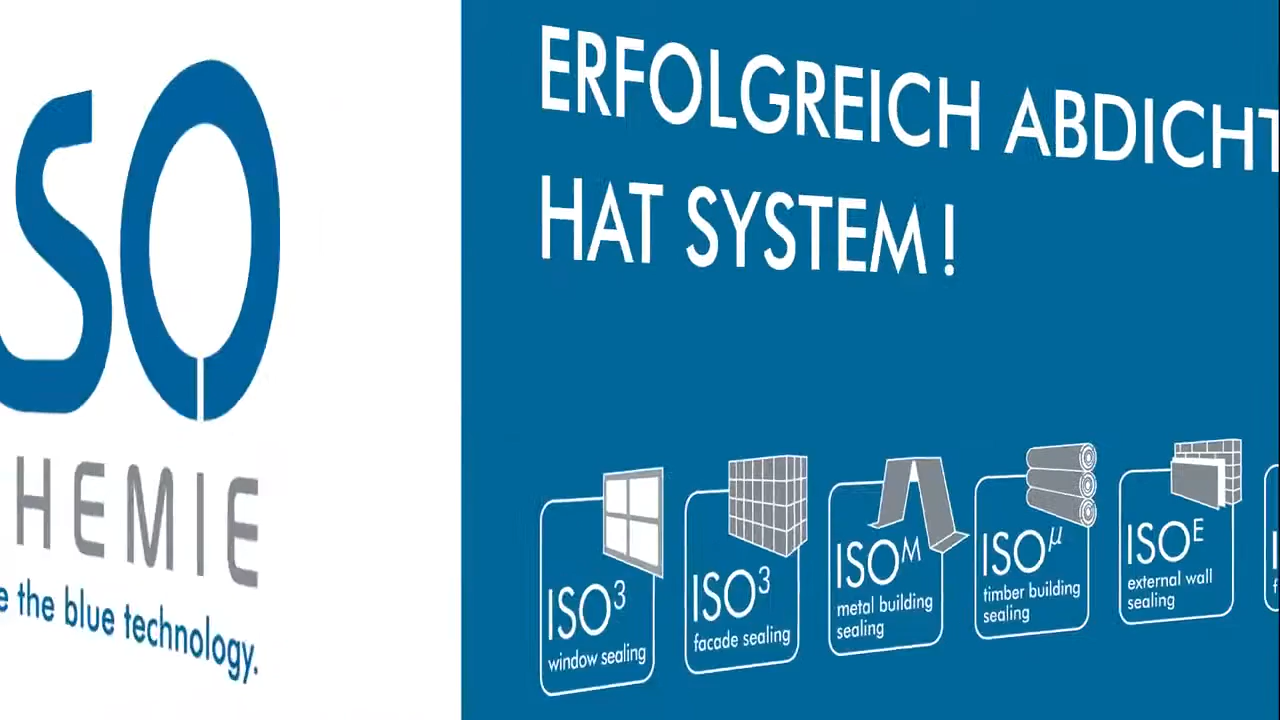 SO
HEMIE
e the blue technology.
ERFOLGREICH ABDICHT
HAT SYSTEM!
ISO³
window sealing
ISO³
facade sealing
ISOᴹ
metal building
sealing
ISOᵘ
timber building
sealing
ISOᴱ
external wall
sealing